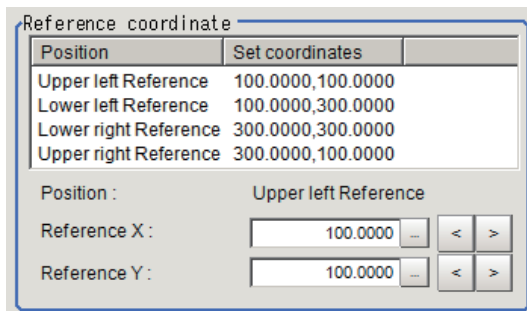 Reference coordinate
Position Set coordinates
Upper left Reference 100.0000,100.0000
Lower left Reference 100.0000,300.0000
Lower right Reference 300.0000,300.0000
Upper right Reference 300.0000,100.0000
Position : Upper left Reference
Reference X : 100.0000 ... < >
Reference Y : 100.0000 ... < >